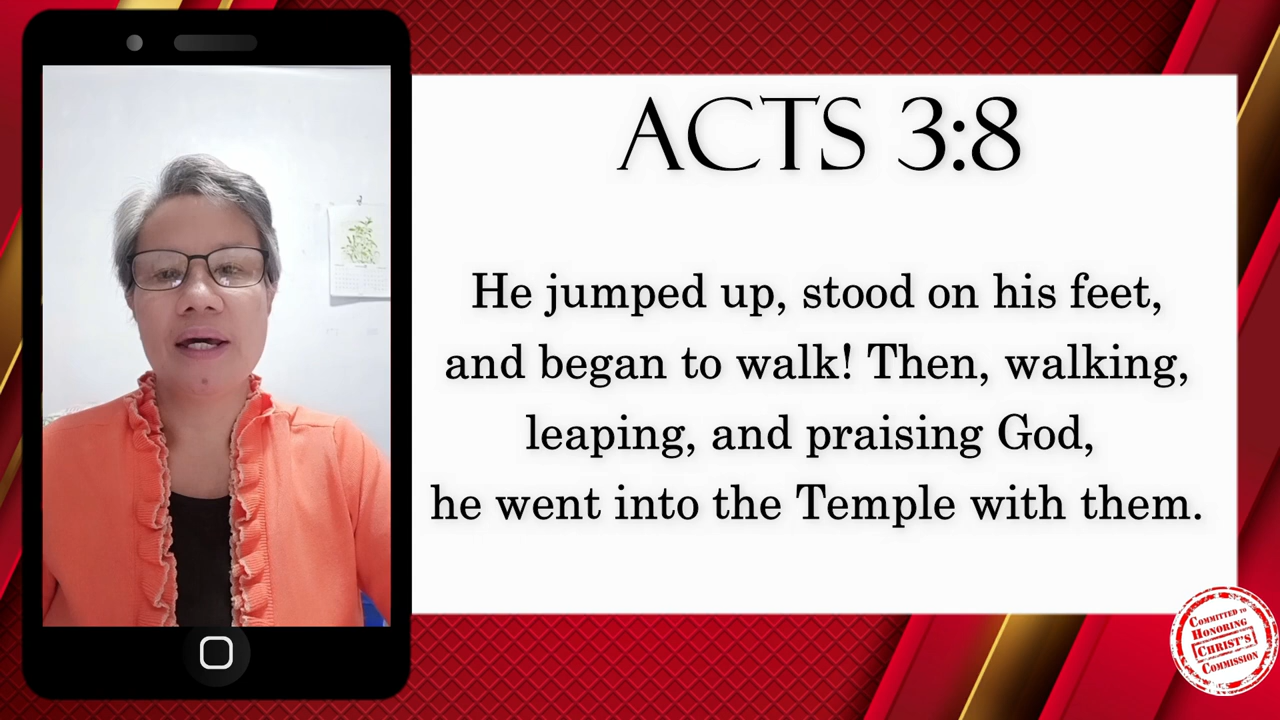 ACTS 3:8
He jumped up, stood on his feet,
and began to walk! Then, walking,
leaping, and praising God,
he went into the Temple with them.
COMMITTED TO
HONORING
CHRIST'S
COMMISSION